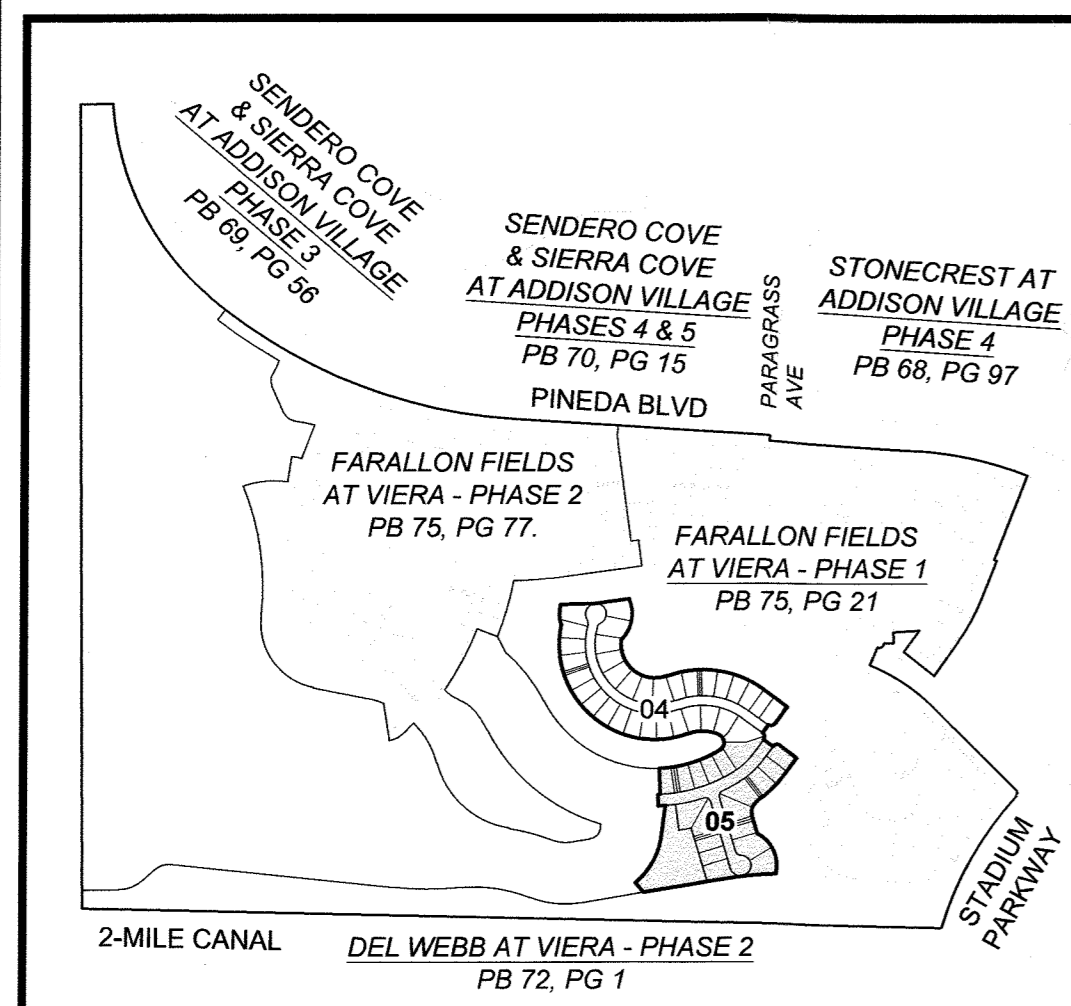 SENDERO COVE
& SIERRA COVE
AT ADDISON VILLAGE
PHASE 3
PB 69, PG 56
SENDERO COVE
& SIERRA COVE
AT ADDISON VILLAGE
PHASES 4 & 5
PB 70, PG 15
PARAGRASS
AVE
STONECREST AT
ADDISON VILLAGE
PHASE 4
PB 68, PG 97
PINEDA BLVD
FARALLON FIELDS
AT VIERA - PHASE 2
PB 75, PG 77.
FARALLON FIELDS
AT VIERA - PHASE 1
PB 75, PG 21
04
05
STADIUM
PARKWAY
2-MILE CANAL
DEL WEBB AT VIERA - PHASE 2
PB 72, PG 1